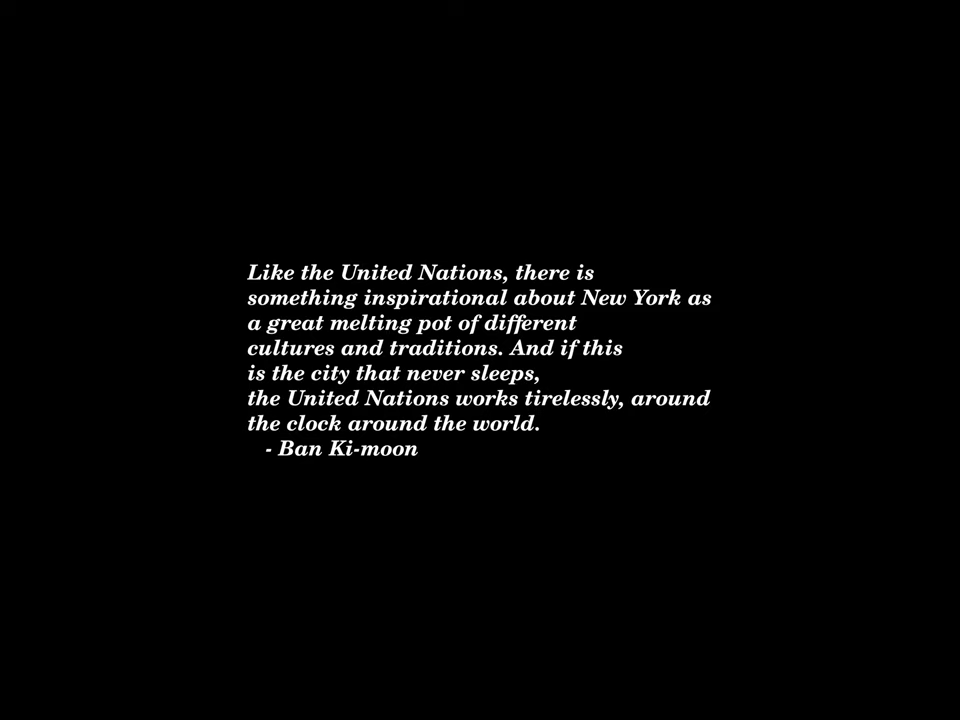 Like the United Nations, there is
something inspirational about New York as
a great melting pot of different
cultures and traditions. And if this
is the city that never sleeps,
the United Nations works tirelessly, around
the clock around the world.
- Ban Ki-moon